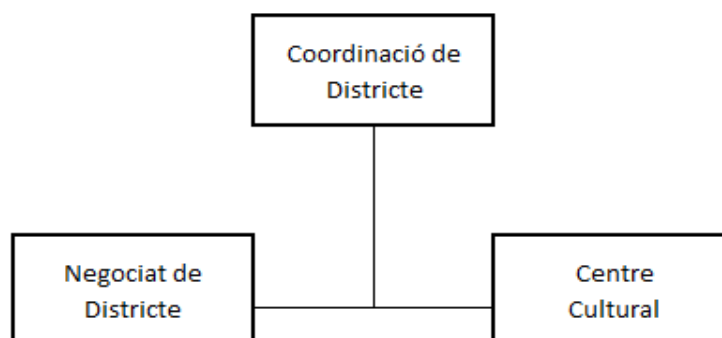 Coordinació de
Districte
Negociat de
Districte
Centre
Cultural